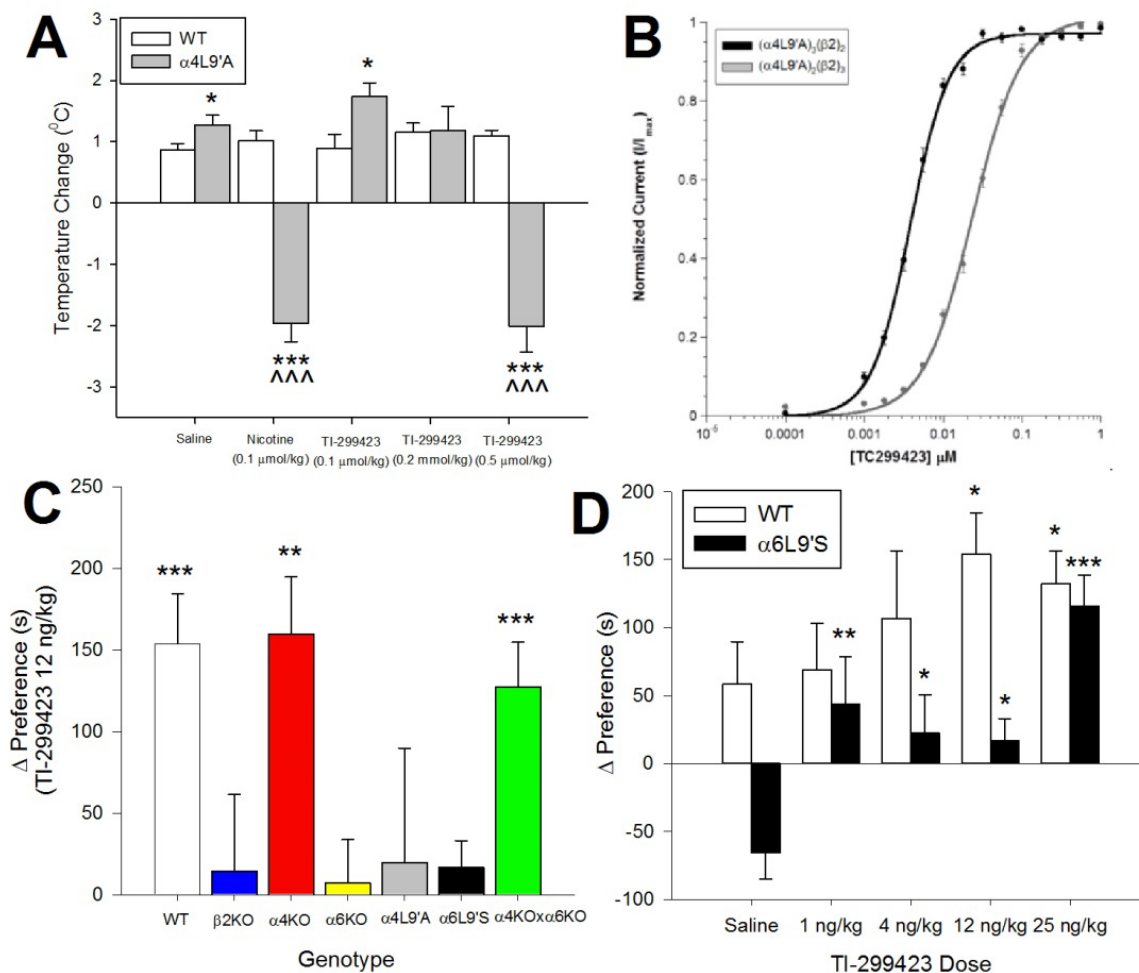 A
WT
α4L9'A
Temperature Change (⁰C)
3
2
1
0
-1
-2
-3
*
*
***
^^^
***
^^^
Saline
Nicotine
(0.1 μmol/kg)
TI-299423
(0.1 μmol/kg)
TI-299423
(0.2 mmol/kg)
TI-299423
(0.5 μmol/kg)
B
(α4L9'A)₃(β2)₂
(α4L9'A)₂(β2)₃
Normalized Current (I/Imax)
1
0.8
0.6
0.4
0.2
0
10⁻⁵
0.0001
0.001
0.01
0.1
1
[TC299423] μM
C
Δ Preference (s)
(TI-299423 12 ng/kg)
250
200
150
100
50
0
***
**
***
WT
β2KO
α4KO
α6KO
α4L9'A
α6L9'S
α4KOxα6KO
Genotype
D
WT
α6L9'S
Δ Preference (s)
200
150
100
50
0
-50
-100
**
*
*
*
*
***
Saline
1 ng/kg
4 ng/kg
12 ng/kg
25 ng/kg
TI-299423 Dose